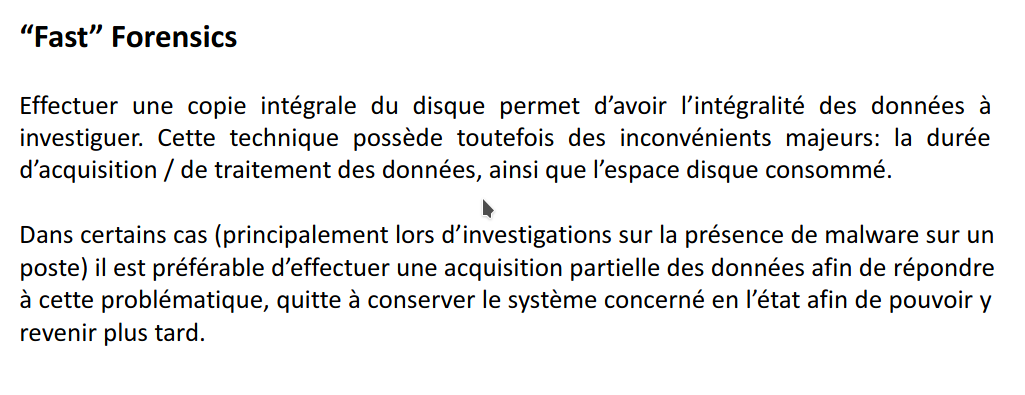 “Fast” Forensics
Effectuer une copie intégrale du disque permet d’avoir l’intégralité des données à
investiguer. Cette technique possède toutefois des inconvénients majeurs: la durée
d’acquisition / de traitement des données, ainsi que l’espace disque consommé.
Dans certains cas (principalement lors d’investigations sur la présence de malware sur un
poste) il est préférable d’effectuer une acquisition partielle des données afin de répondre
à cette problématique, quitte à conserver le système concerné en l’état afin de pouvoir y
revenir plus tard.